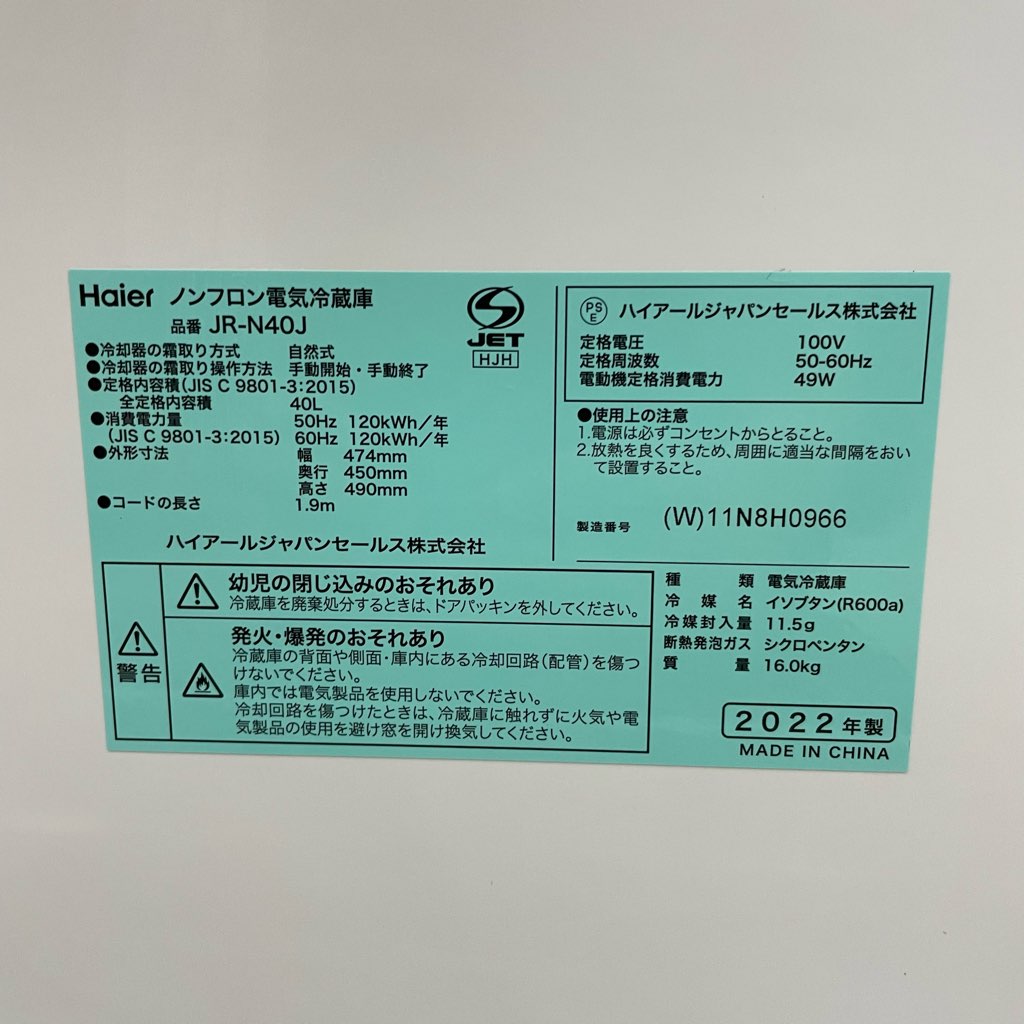 Haier ノンフロン電気冷蔵庫
品番 JR-N40J
●冷却器の霜取り方式 自然式
●冷却器の霜取り操作方法 手動開始・手動終了
●定格内容積(JIS C 9801-3:2015)
全定格内容積 40L
●消費電力量 50Hz 120kWh/年
(JIS C 9801-3:2015) 60Hz 120kWh/年
●外形寸法 幅 474mm
奥行 450mm
高さ 490mm
●コードの長さ 1.9m
ハイアールジャパンセールス株式会社
S
JET
HJH
PS
E
ハイアールジャパンセールス株式会社
定格電圧 100V
定格周波数 50-60Hz
電動機定格消費電力 49W
●使用上の注意
1.電源は必ずコンセントからとること。
2.放熱を良くするため、周囲に適当な間隔をおい
て設置すること。
製造番号 (W)11N8H0966
警告
幼児の閉じ込みのおそれあり
冷蔵庫を廃棄処分するときは、ドアパッキンを外してください。
発火・爆発のおそれあり
冷蔵庫の背面や側面・庫内にある冷却回路(配管)を傷つ
けないでください。
庫内では電気製品を使用しないでください。
冷却回路を傷つけたときは、冷蔵庫に触れずに火気や電
気製品の使用を避け窓を開け換気してください。
種類 電気冷蔵庫
冷媒名 イソブタン(R600a)
冷媒封入量 11.5g
断熱発泡ガス シクロペンタン
質量 16.0kg
2022年製
MADE IN CHINA